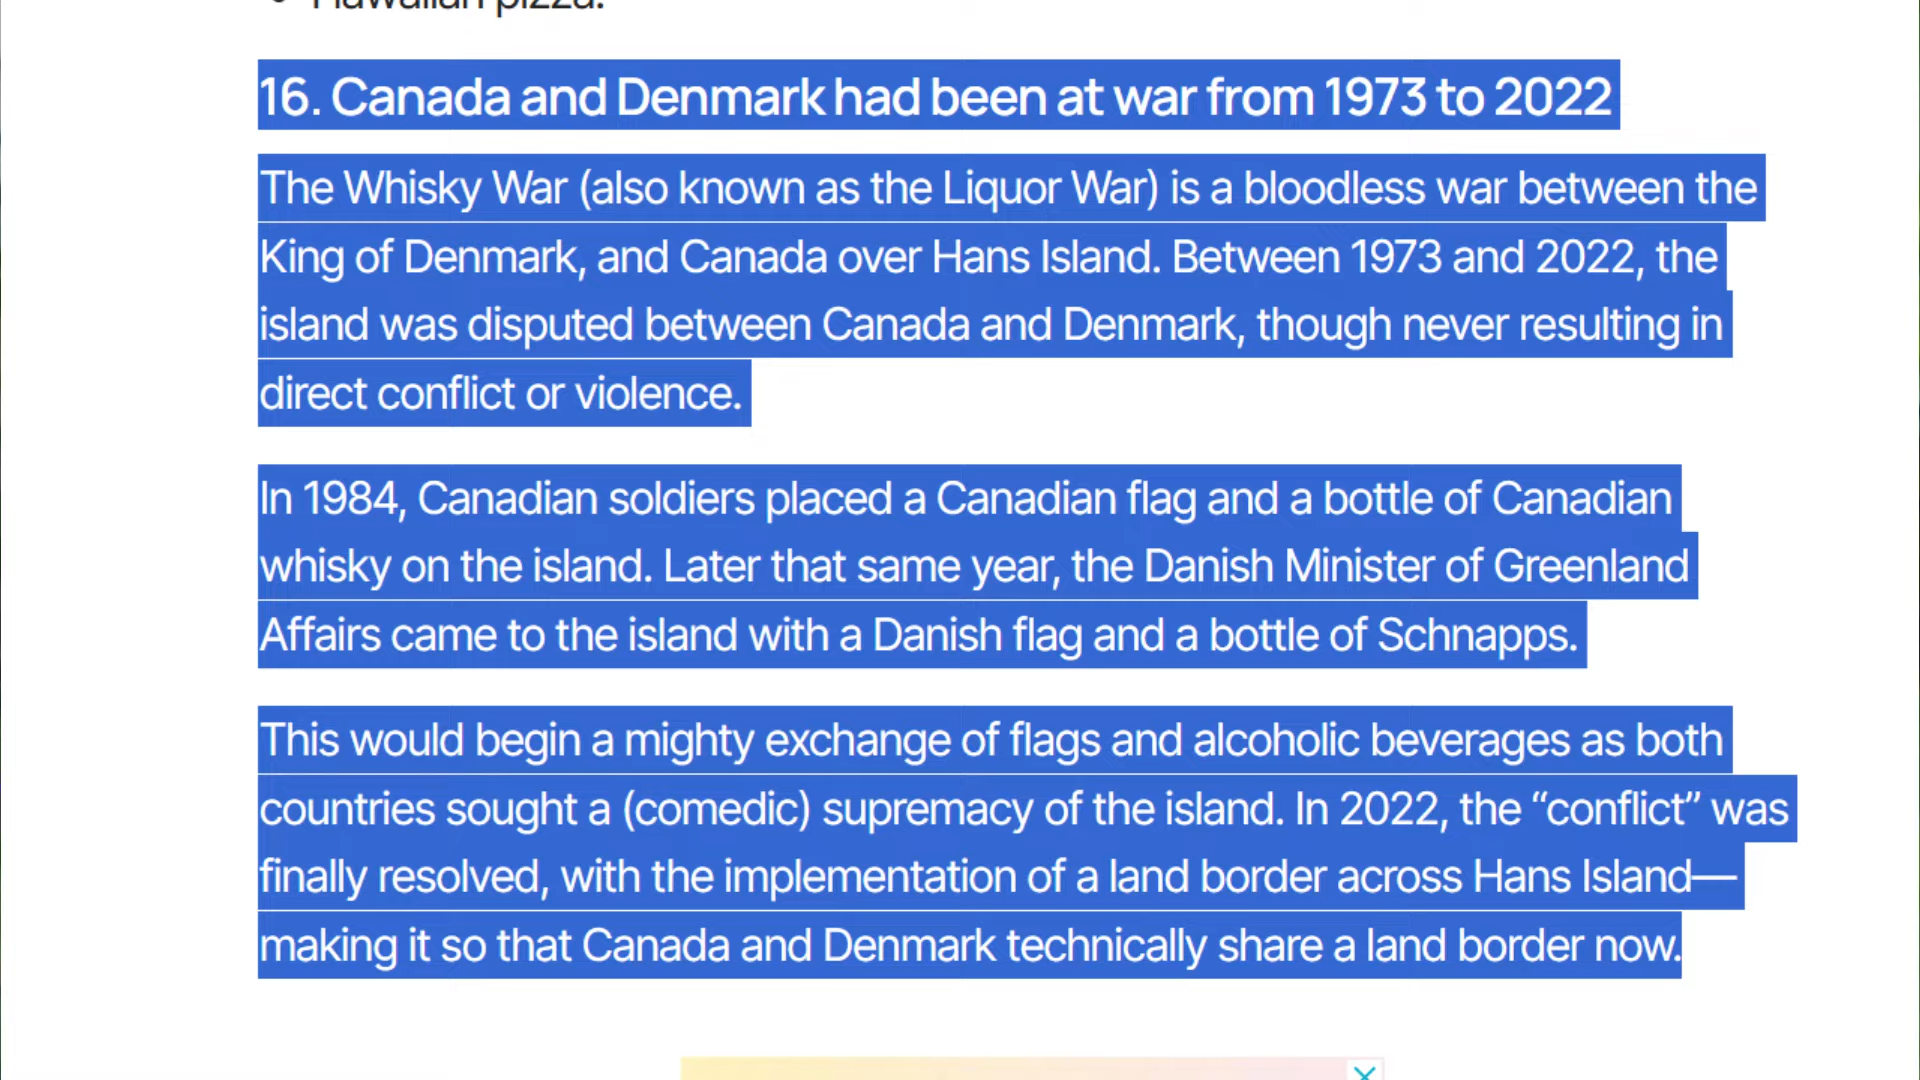 • Hawaiian pizza.
16. Canada and Denmark had been at war from 1973 to 2022
The Whisky War (also known as the Liquor War) is a bloodless war between the
King of Denmark, and Canada over Hans Island. Between 1973 and 2022, the
island was disputed between Canada and Denmark, though never resulting in
direct conflict or violence.
In 1984, Canadian soldiers placed a Canadian flag and a bottle of Canadian
whisky on the island. Later that same year, the Danish Minister of Greenland
Affairs came to the island with a Danish flag and a bottle of Schnapps.
This would begin a mighty exchange of flags and alcoholic beverages as both
countries sought a (comedic) supremacy of the island. In 2022, the “conflict” was
finally resolved, with the implementation of a land border across Hans Island—
making it so that Canada and Denmark technically share a land border now.